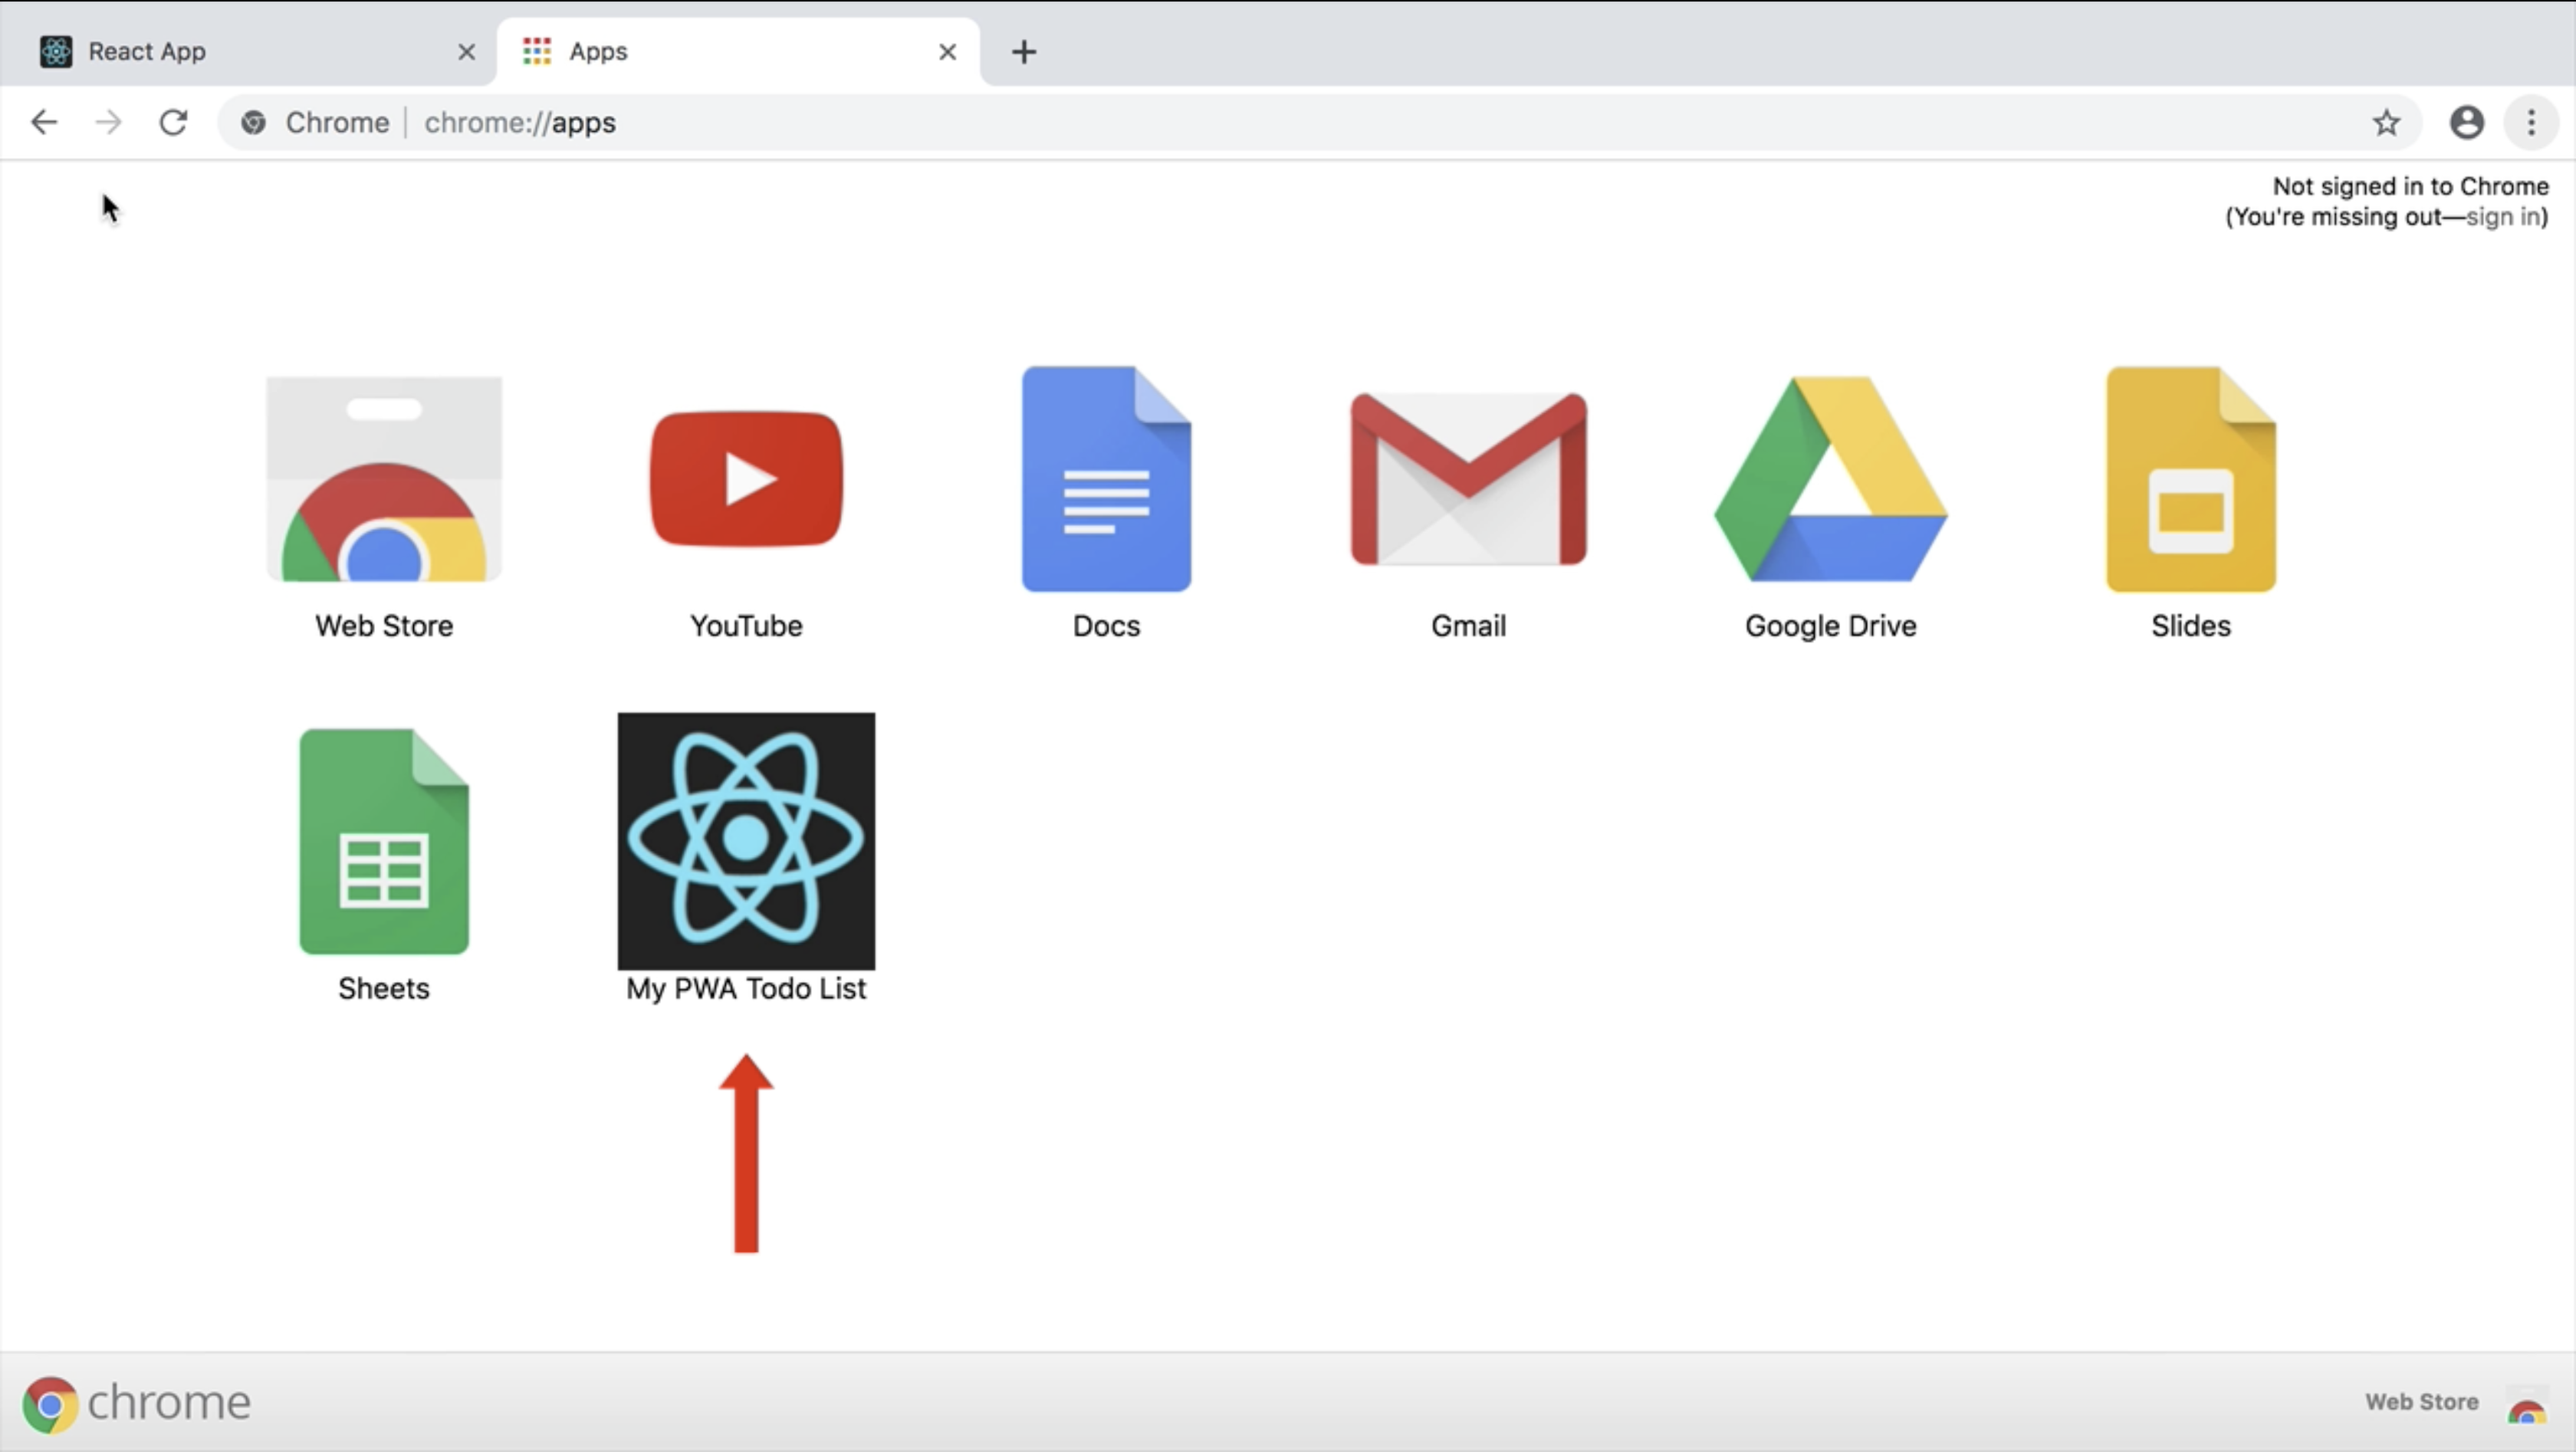 React App
Apps
Chrome | chrome://apps
Not signed in to Chrome
(You're missing out—sign in)
Web Store
YouTube
Docs
Gmail
Google Drive
Slides
Sheets
My PWA Todo List
chrome
Web Store